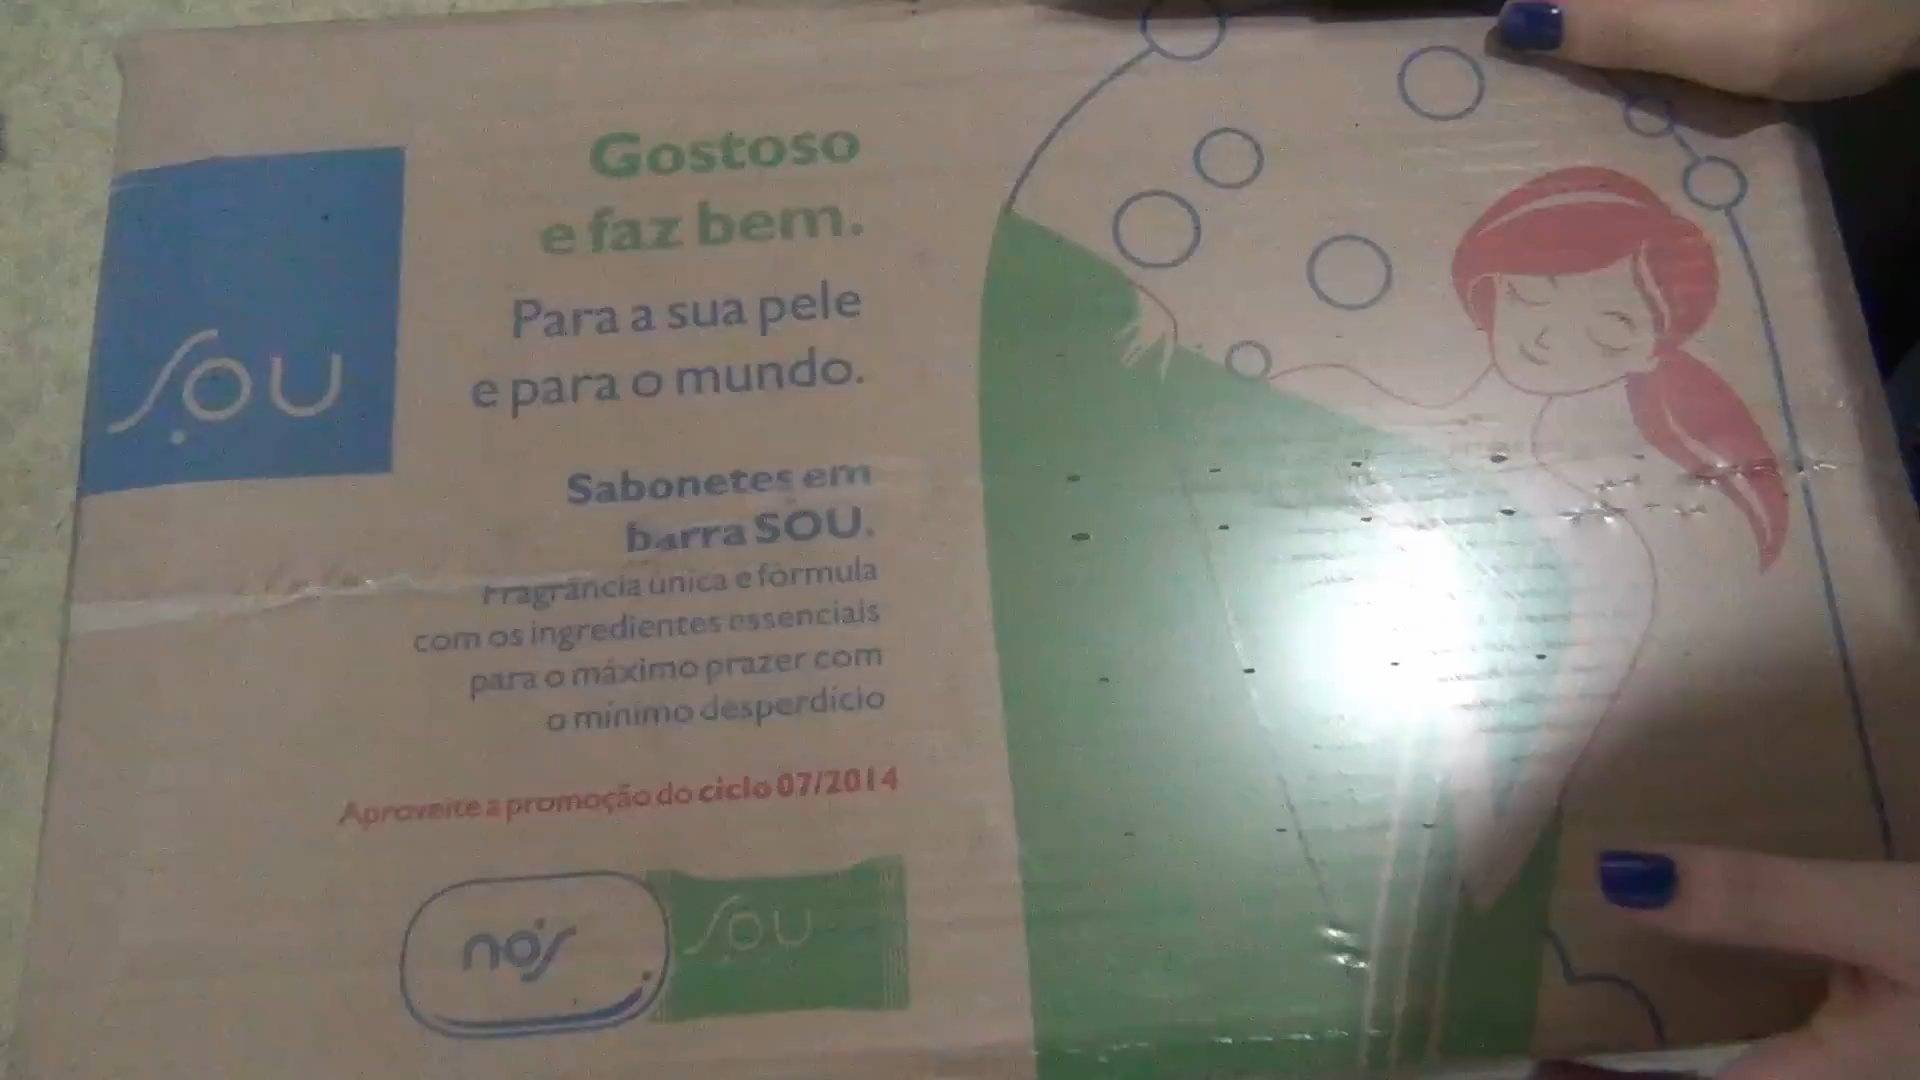 SOU
Gostoso
e faz bem.
Para a sua pele
e para o mundo.
Sabonetes em
barra SOU.
Fragrância única e fórmula
com os ingredientes essenciais
para o máximo prazer com
o mínimo desperdício
Aproveite a promoção do ciclo 07/2014
nós
SOU